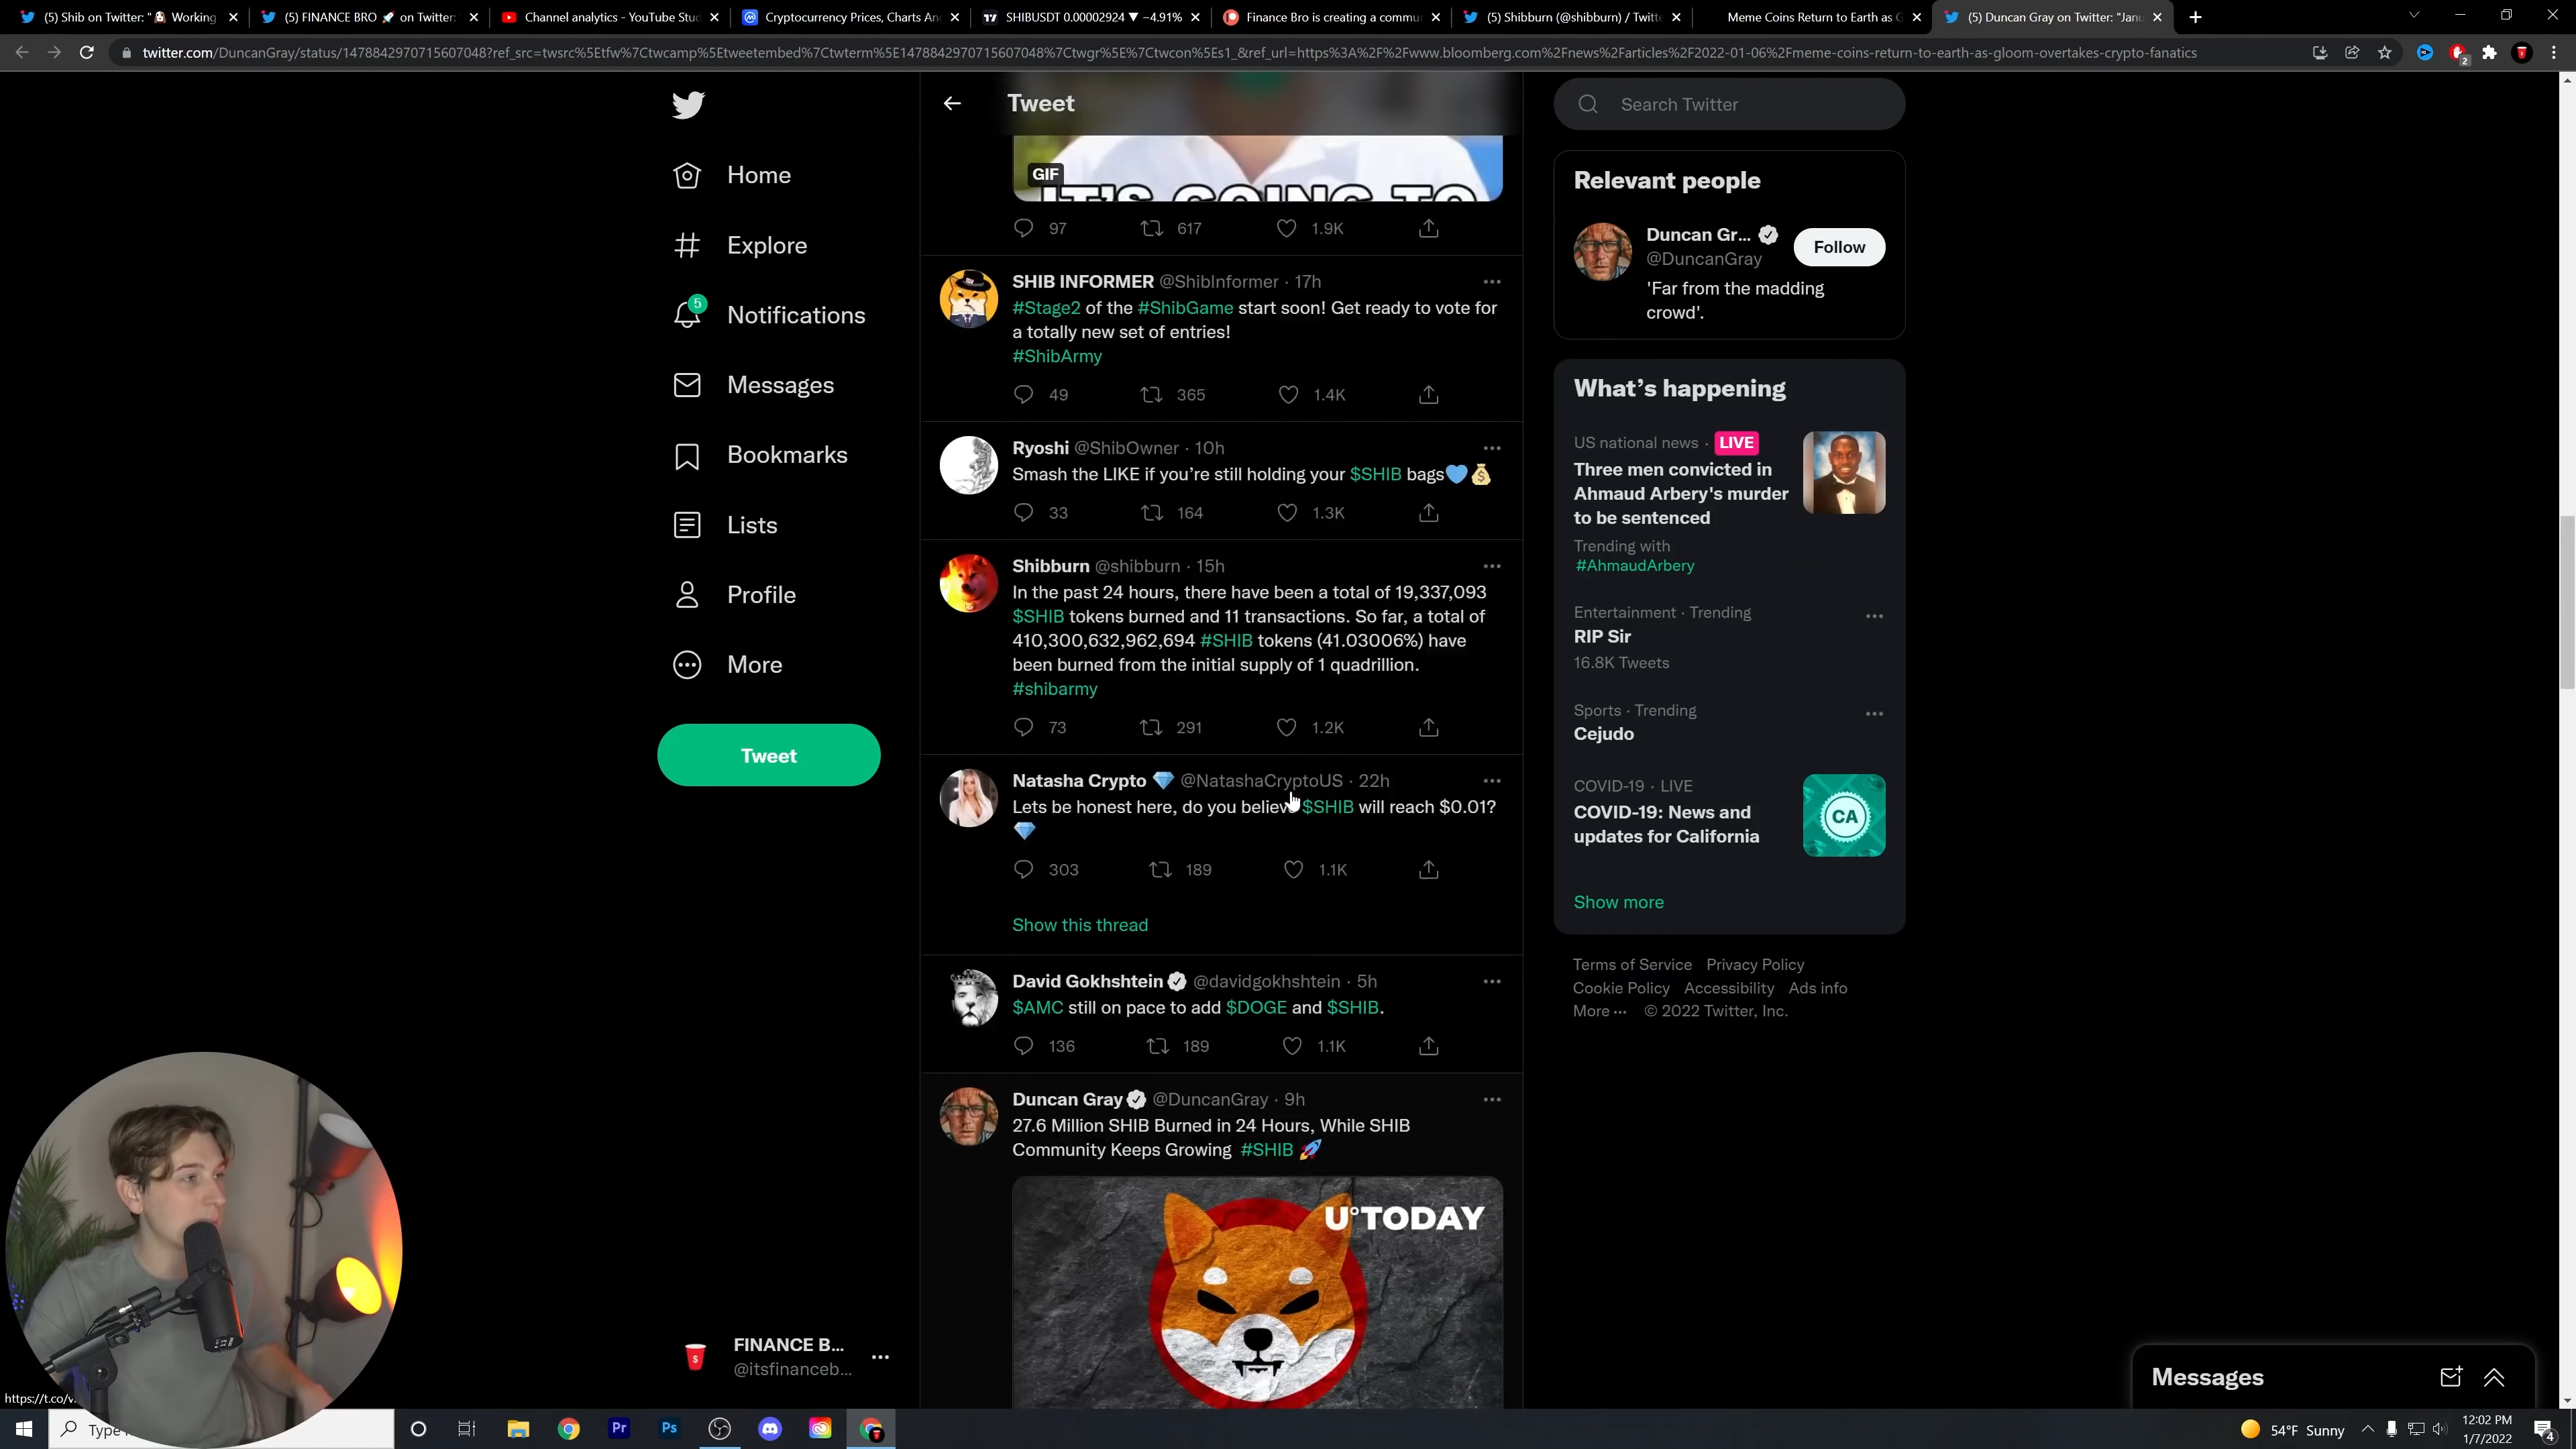 (5) Shib on Twitter: "
Working
(5) FINANCE BRO 🚀 on Twitter:
Channel analytics - YouTube Stud
Cryptocurrency Prices, Charts An
SHIBUSDT 0.00002924 ▼ −4.91%
Finance Bro is creating a commu
(5) Shibburn (@shibburn) / Twitte
Meme Coins Return to Earth as G
(5) Duncan Gray on Twitter: "Janu
twitter.com/DuncanGray/status/1478842970715607048?ref_src=twsrc%5Etfw%7Ctwcamp%5Etweetembed%7Ctwterm%5E1478842970715607048%7Ctwgr%5E%7Ctwcon%5Es1_&ref_url=https%3A%2F%2Fwww.bloomberg.com%2Fnews%2Farticles%2F2022-01-06%2Fmeme-coins-return-to-earth-as-gloom-overtakes-crypto-fanatics
2
Home
Explore
5
Notifications
Messages
Bookmarks
Lists
Profile
More
Tweet
FINANCE B...
@itsfinanceb...
Tweet
GIF
IT'S GOING TO
97 617 1.9K
SHIB INFORMER @ShibInformer · 17h
#Stage2 of the #ShibGame start soon! Get ready to vote for
a totally new set of entries!
#ShibArmy
49 365 1.4K
Ryoshi @ShibOwner · 10h
Smash the LIKE if you're still holding your $SHIB bags💙💰
33 164 1.3K
Shibburn @shibburn · 15h
In the past 24 hours, there have been a total of 19,337,093
$SHIB tokens burned and 11 transactions. So far, a total of
410,300,632,962,694 #SHIB tokens (41.03006%) have
been burned from the initial supply of 1 quadrillion.
#shibarmy
73 291 1.2K
Natasha Crypto 💎 @NatashaCryptoUS · 22h
Lets be honest here, do you believe $SHIB will reach $0.01?
💎
303 189 1.1K
Show this thread
David Gokhshtein @davidgokhshtein · 5h
$AMC still on pace to add $DOGE and $SHIB.
136 189 1.1K
Duncan Gray @DuncanGray · 9h
27.6 Million SHIB Burned in 24 Hours, While SHIB
Community Keeps Growing #SHIB 🚀
U°TODAY
Search Twitter
Relevant people
Duncan Gr...
@DuncanGray
Follow
'Far from the madding
crowd'.
What's happening
US national news · LIVE
Three men convicted in
Ahmaud Arbery's murder
to be sentenced
Trending with
#AhmaudArbery
Entertainment · Trending
RIP Sir
16.8K Tweets
Sports · Trending
Cejudo
COVID-19 · LIVE
COVID-19: News and
updates for California
CA
Show more
Terms of Service Privacy Policy
Cookie Policy Accessibility Ads info
More ··· © 2022 Twitter, Inc.
Messages
https://t.co/
Type
Pr
Ps
54°F Sunny
12:02 PM
1/7/2022
4